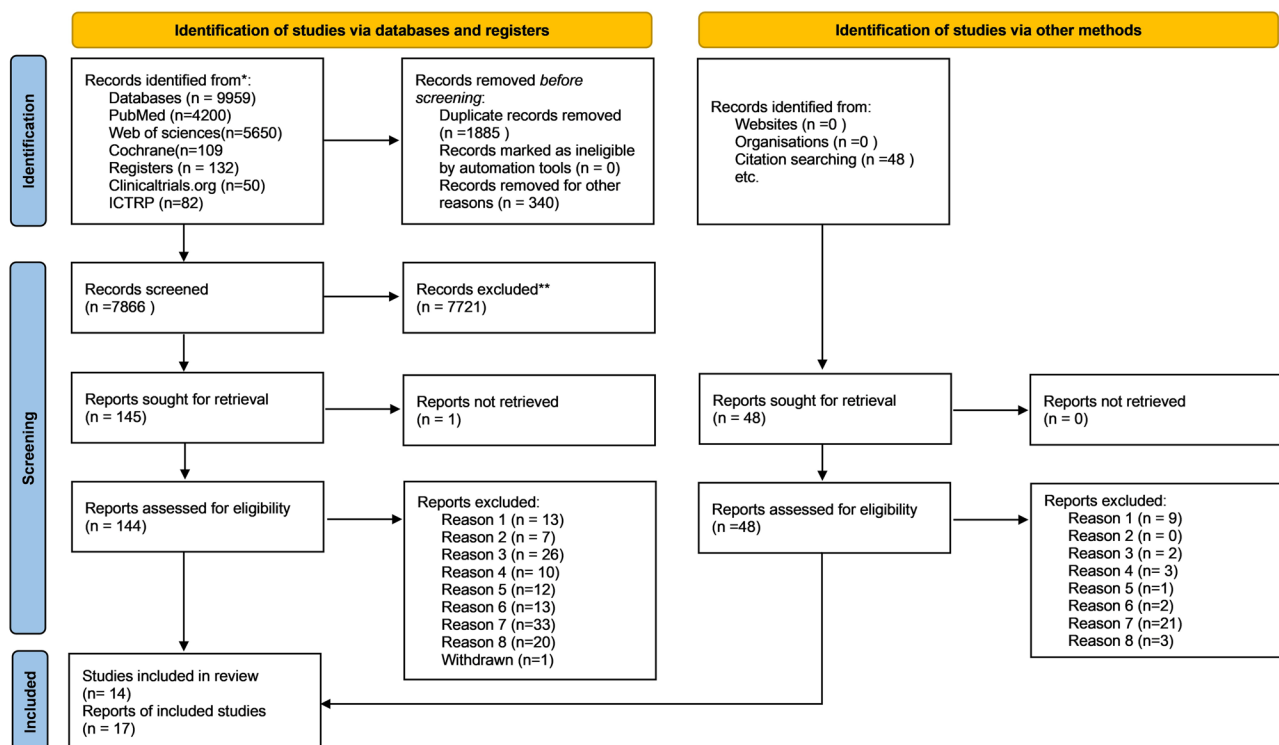 Identification of studies via databases and registers
Identification of studies via other methods
Identification
Records identified from*:
Databases (n = 9959)
PubMed (n=4200)
Web of sciences(n=5650)
Cochrane(n=109
Registers (n = 132)
Clinicaltrials.org (n=50)
ICTRP (n=82)
Records removed before
screening:
Duplicate records removed
(n =1885 )
Records marked as ineligible
by automation tools (n = 0)
Records removed for other
reasons (n = 340)
Records identified from:
Websites (n =0 )
Organisations (n =0 )
Citation searching (n =48 )
etc.
Screening
Records screened
(n =7866 )
Records excluded**
(n = 7721)
Reports sought for retrieval
(n = 145)
Reports not retrieved
(n = 1)
Reports sought for retrieval
(n = 48)
Reports not retrieved
(n = 0)
Reports assessed for eligibility
(n = 144)
Reports excluded:
Reason 1 (n = 13)
Reason 2 (n = 7)
Reason 3 (n = 26)
Reason 4 (n= 10)
Reason 5 (n=12)
Reason 6 (n=13)
Reason 7 (n=33)
Reason 8 (n=20)
Withdrawn (n=1)
Reports assessed for eligibility
(n =48)
Reports excluded:
Reason 1 (n = 9)
Reason 2 (n = 0)
Reason 3 (n = 2)
Reason 4 (n= 3)
Reason 5 (n=1)
Reason 6 (n=2)
Reason 7 (n=21)
Reason 8 (n=3)
Included
Studies included in review
(n= 14)
Reports of included studies
(n = 17)